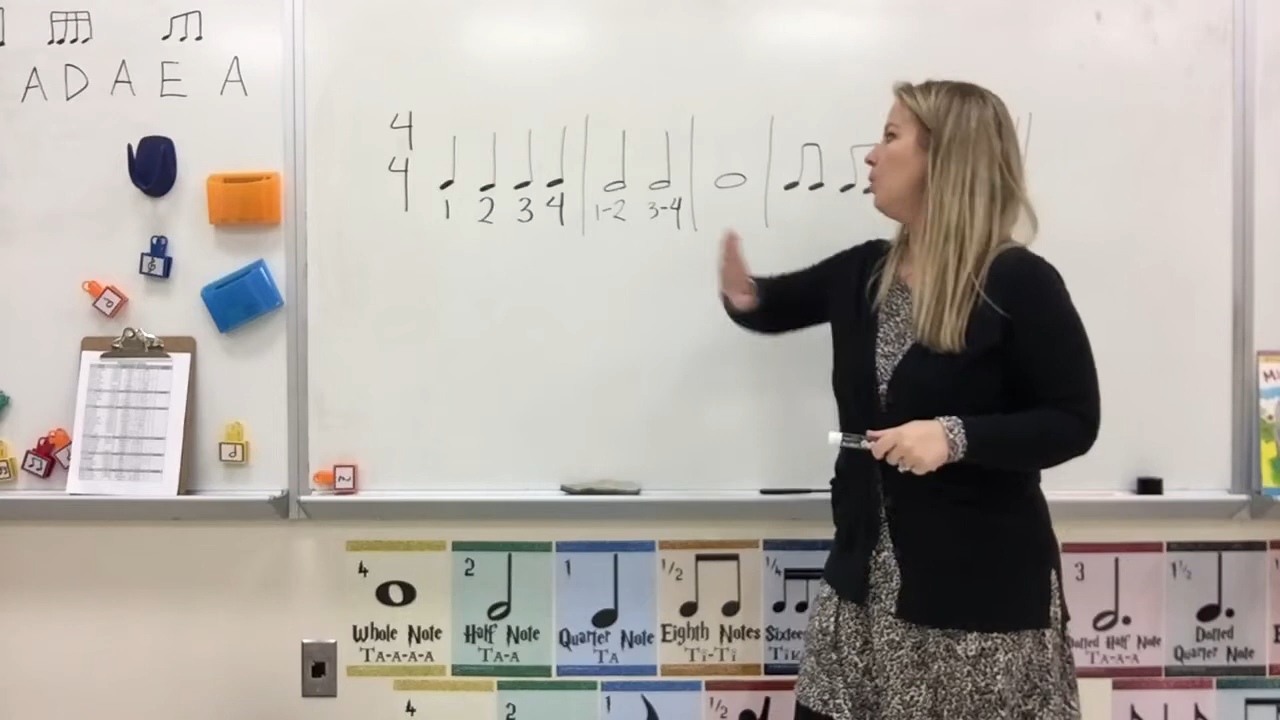 A D A E A
4
4
1 2 3 4 1-2 3-4
4
Whole Note
Ta-a-a-a
2
Half Note
Ta-a
1
Quarter Note
Ta
1/2
Eighth Notes
Ti-Ti
1/4
3
Dotted Half Note
Ta-a-a
1 1/2
Dotted
Quarter Note
4
2
1
1/2